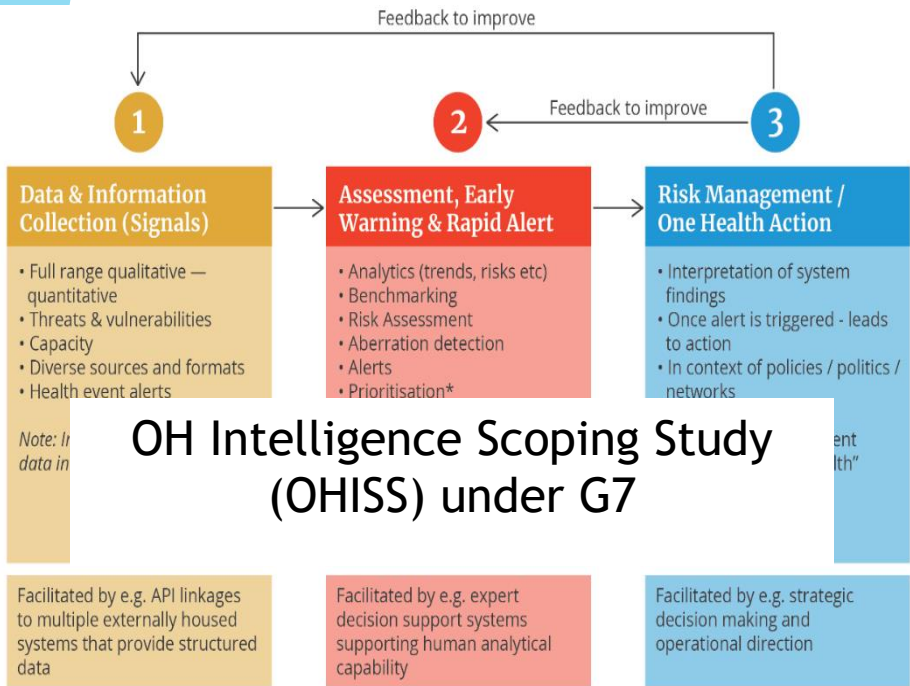 Feedback to improve
Feedback to improve
1
2
3
Data & Information
Collection (Signals)
• Full range qualitative —
quantitative
• Threats & vulnerabilities
• Capacity
• Diverse sources and formats
• Health event alerts
Note:
data in
Assessment, Early
Warning & Rapid Alert
• Analytics (trends, risks etc)
• Benchmarking
• Risk Assessment
• Aberration detection
• Alerts
• Prioritisation*
Risk Management /
One Health Action
• Interpretation of system
findings
• Once alert is triggered - leads
to action
• In context of policies / politics /
networks
OH Intelligence Scoping Study
(OHISS) under G7
Facilitated by e.g. API linkages
to multiple externally housed
systems that provide structured
data
Facilitated by e.g. expert
decision support systems
supporting human analytical
capability
Facilitated by e.g. strategic
decision making and
operational direction